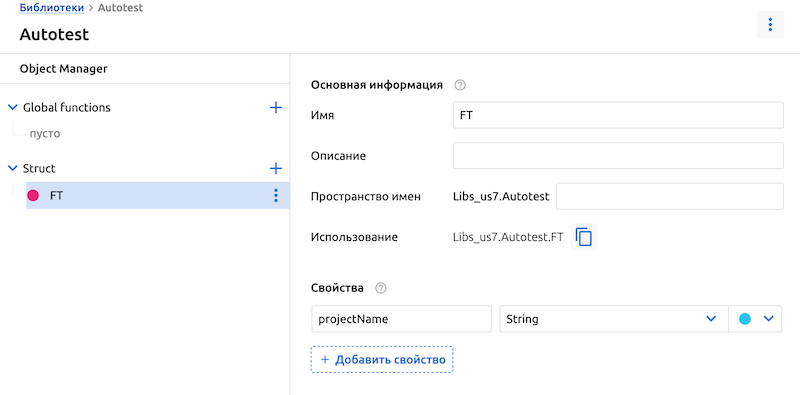 Библиотеки > Autotest
Autotest
Object Manager
Global functions
пусто
Struct
FT
Основная информация
Имя FT
Описание
Пространство имен Libs_us7.Autotest
Использование Libs_us7.Autotest.FT
Свойства
projectName String
+ Добавить свойство